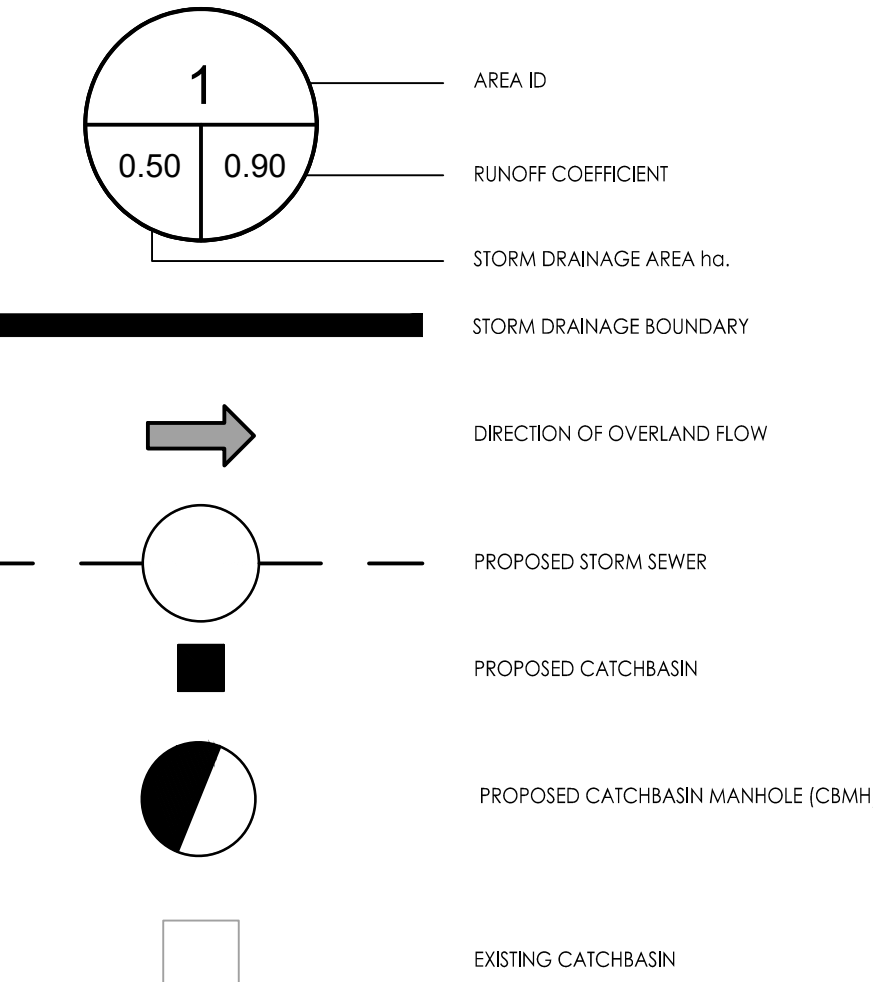 1
AREA ID
0.50 0.90
RUNOFF COEFFICIENT
STORM DRAINAGE AREA ha.
STORM DRAINAGE BOUNDARY
DIRECTION OF OVERLAND FLOW
PROPOSED STORM SEWER
PROPOSED CATCHBASIN
PROPOSED CATCHBASIN MANHOLE (CBMH
EXISTING CATCHBASIN